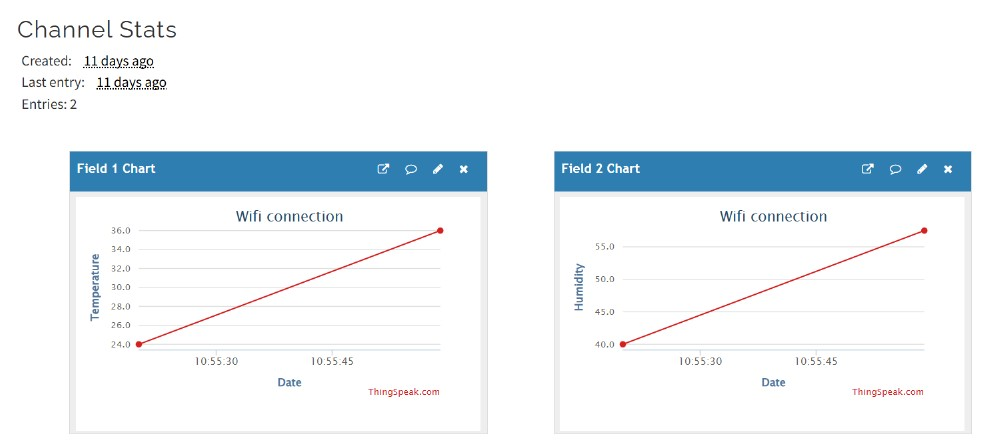 Channel Stats
Created: 11 days ago
Last entry: 11 days ago
Entries: 2
Field 1 Chart
Wifi connection
36.0
34.0
32.0
30.0
28.0
26.0
24.0
Temperature
10:55:30 10:55:45
Date
ThingSpeak.com
Field 2 Chart
Wifi connection
55.0
50.0
45.0
40.0
Humidity
10:55:30 10:55:45
Date
ThingSpeak.com